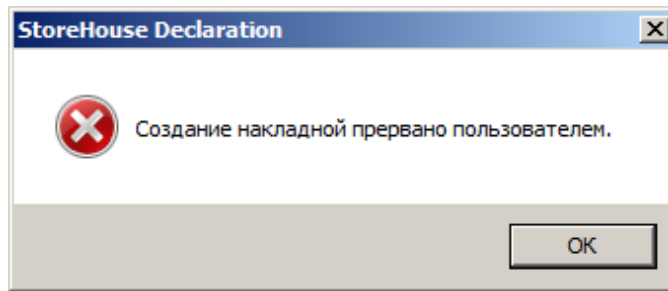 StoreHouse Declaration
Создание накладной прервано пользователем.
OK